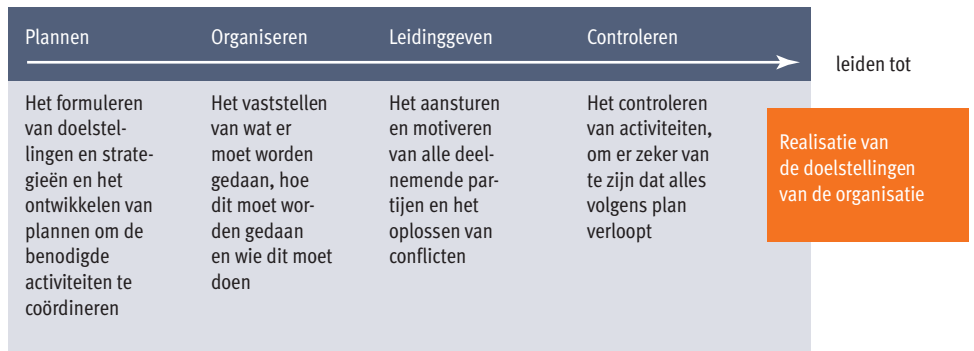 Plannen
Organiseren
Leidinggeven
Controleren
leiden tot
Het formuleren
van doelstel-
lingen en strate-
gieën en het
ontwikkelen van
plannen om de
benodigde
activiteiten te
coördineren
Het vaststellen
van wat er
moet worden
gedaan, hoe
dit moet wor-
den gedaan
en wie dit moet
doen
Het aansturen
en motiveren
van alle deel-
nemende par-
tijen en het
oplossen van
conflicten
Het controleren
van activiteiten,
om er zeker van
te zijn dat alles
volgens plan
verloopt
Realisatie van
de doelstellingen
van de organisatie